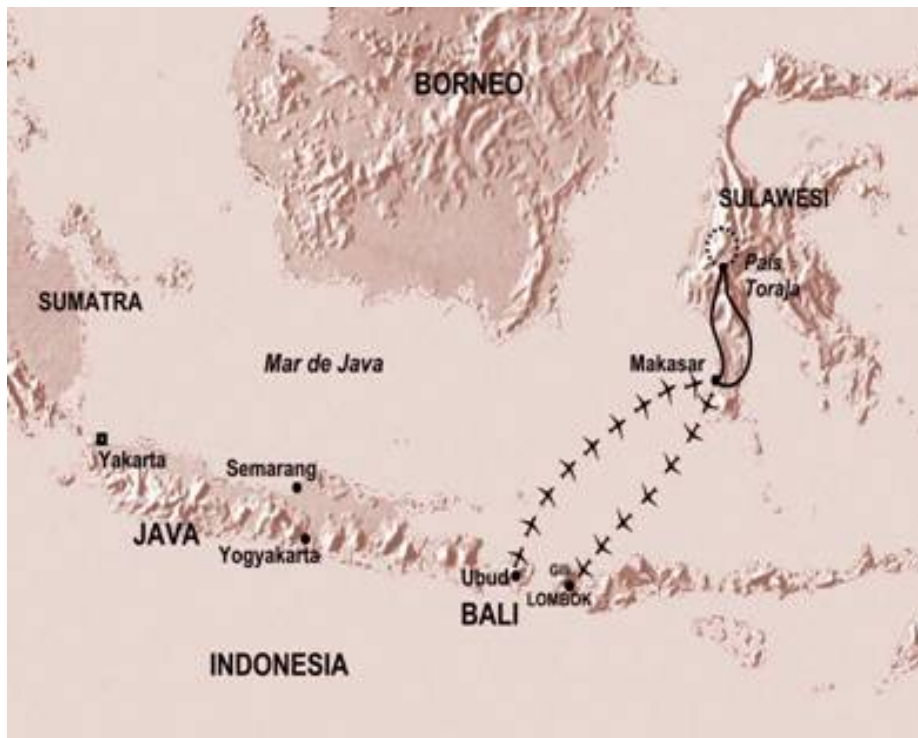 BORNEO
SULAWESI
País
Toraja
SUMATRA
Mar de Java
Makasar
Yakarta
Semarang
JAVA
Yogyakarta
Ubud
Gili
LOMBOK
BALI
INDONESIA